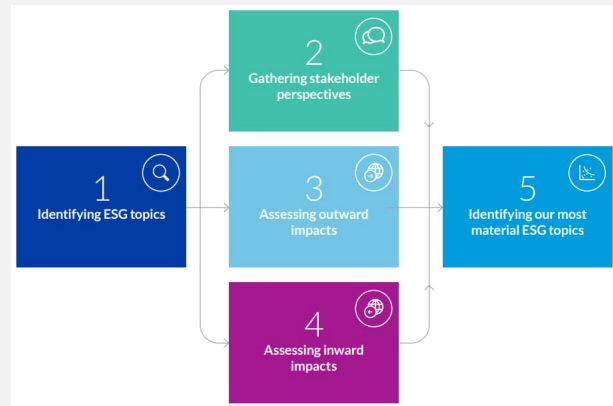 1
Identifying ESG topics
2
Gathering stakeholder
perspectives
3
Assessing outward
impacts
4
Assessing inward
impacts
5
Identifying our most
material ESG topics